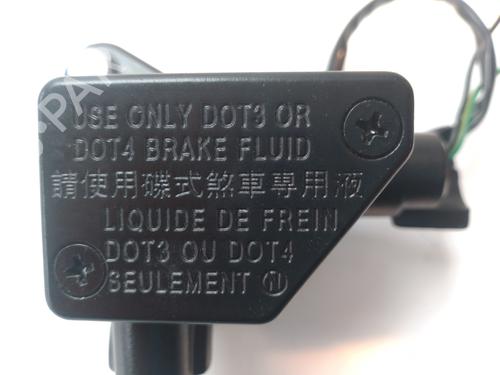 USE ONLY DOT3 OR
DOT4 BRAKE FLUID
請使用碟式煞車專用液
LIQUIDE DE FREIN
DOT3 OU DOT4
SEULEMENT Ⓝ